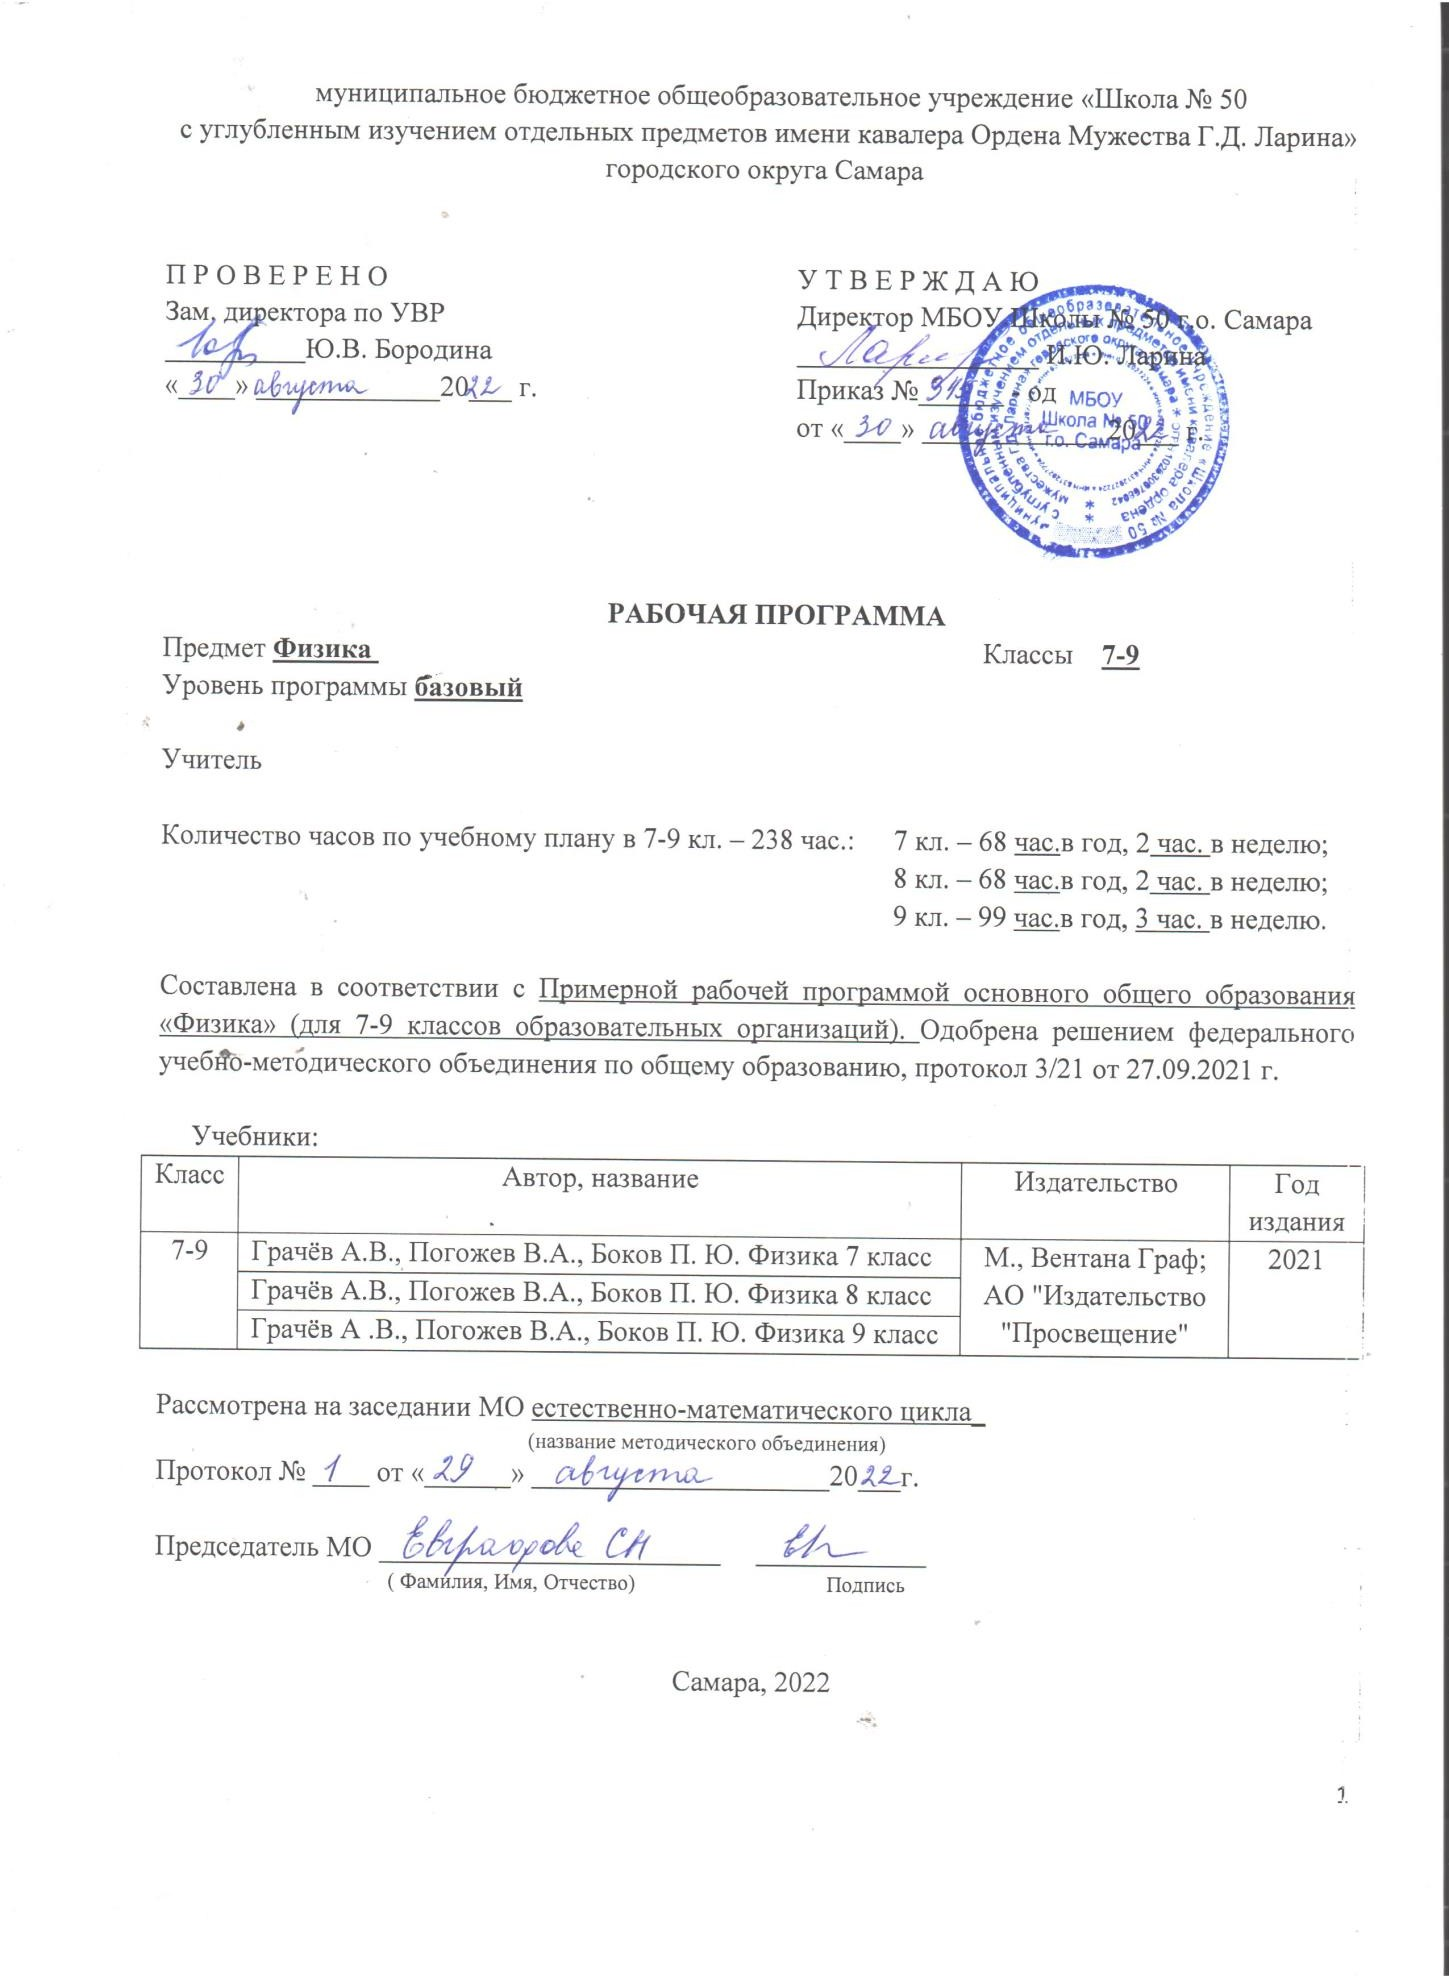 муниципальное бюджетное общеобразовательное учреждение «Школа № 50
с углубленным изучением отдельных предметов имени кавалера Ордена Мужества Г.Д. Ларина»
городского округа Самара
П Р О В Е Р Е Н О
Зам. директора по УВР
Ю.В. Бородина
«30» августа 2022 г.
У Т В Е Р Ж Д А Ю
Директор МБОУ Школы № 50 г.о. Самара
И.Ю. Ларина
Приказ № - од
от «30» августа 2022 г.
МБОУ
Школа № 50
г.о. Самара
РАБОЧАЯ ПРОГРАММА
Предмет Физика Классы 7-9
Уровень программы базовый
Учитель
Количество часов по учебному плану в 7-9 кл. – 238 час.: 7 кл. – 68 час.в год, 2 час. в неделю;
8 кл. – 68 час.в год, 2 час. в неделю;
9 кл. – 99 час.в год, 3 час. в неделю.
Составлена в соответствии с Примерной рабочей программой основного общего образования
«Физика» (для 7-9 классов образовательных организаций). Одобрена решением федерального
учебно-методического объединения по общему образованию, протокол 3/21 от 27.09.2021 г.
Учебники:
Класс Автор, название Издательство Год
издания
7-9 Грачёв А.В., Погожев В.А., Боков П. Ю. Физика 7 класс М., Вентана Граф; 2021
Грачёв А.В., Погожев В.А., Боков П. Ю. Физика 8 класс АО "Издательство
Грачёв А .В., Погожев В.А., Боков П. Ю. Физика 9 класс "Просвещение"
Рассмотрена на заседании МО естественно-математического цикла_
(название методического объединения)
Протокол № 1 от «29» августа 2022г.
Председатель МО СН
( Фамилия, Имя, Отчество) Подпись
Самара, 2022
1